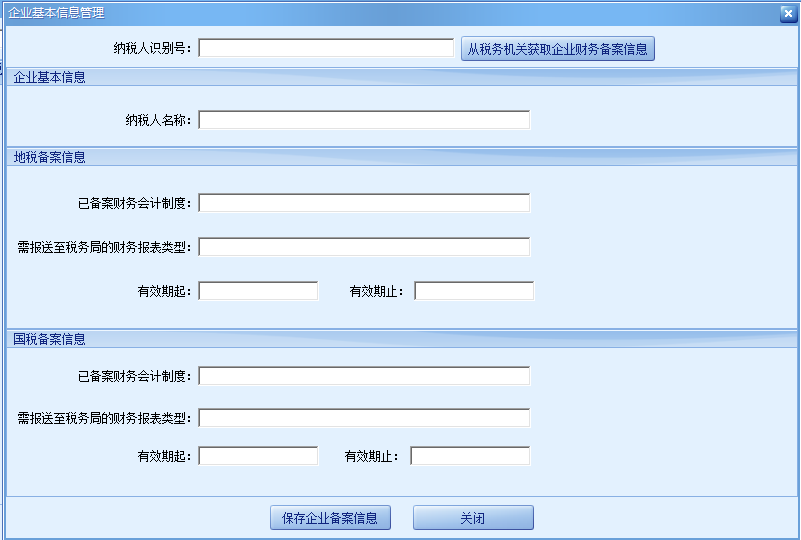 企业基本信息管理
纳税人识别号： 从税务机关获取企业财务备案信息
企业基本信息
纳税人名称：
地税备案信息
已备案财务会计制度：
需报送至税务局的财务报表类型：
有效期起： 有效期止：
国税备案信息
已备案财务会计制度：
需报送至税务局的财务报表类型：
有效期起： 有效期止：
保存企业备案信息 关闭